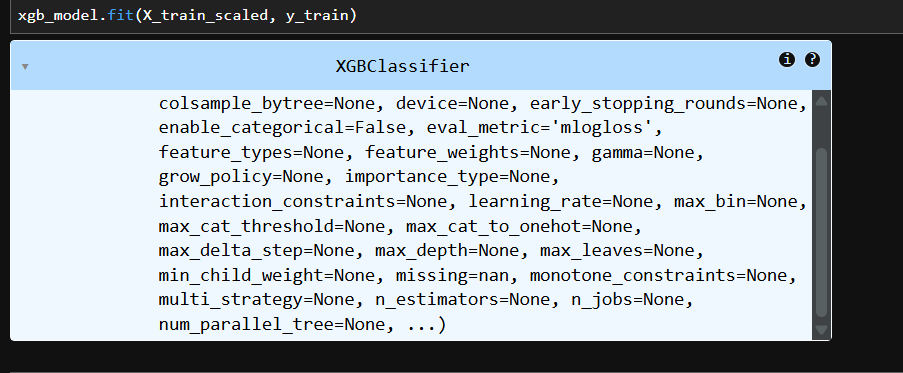 xgb_model.fit(X_train_scaled, y_train)
XGBClassifier
colsample_bytree=None, device=None, early_stopping_rounds=None,
enable_categorical=False, eval_metric='mlogloss',
feature_types=None, feature_weights=None, gamma=None,
grow_policy=None, importance_type=None,
interaction_constraints=None, learning_rate=None, max_bin=None,
max_cat_threshold=None, max_cat_to_onehot=None,
max_delta_step=None, max_depth=None, max_leaves=None,
min_child_weight=None, missing=nan, monotone_constraints=None,
multi_strategy=None, n_estimators=None, n_jobs=None,
num_parallel_tree=None, ...)